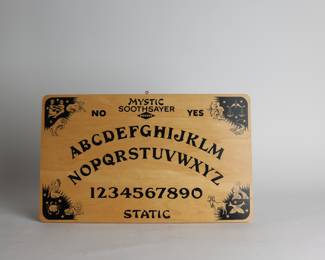 MYSTIC
SOOTHSAYER
NO YES
ABCDEFGHIJKLM
NOPQRSTUVWXYZ
1234567890
STATIC